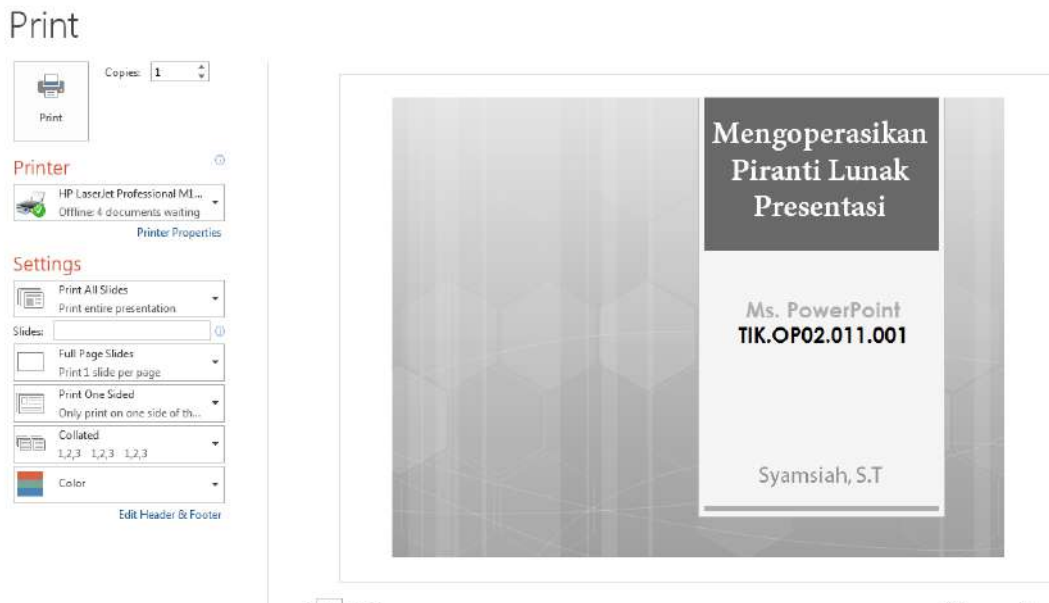 Print
Copies: 1
Print
Printer
HP LaserJet Professional M1...
Offline: 4 documents waiting
Printer Properties
Settings
Print All Slides
Print entire presentation
Slides:
Full Page Slides
Print 1 slide per page
Print One Sided
Only print on one side of th...
Collated
1,2,3 1,2,3 1,2,3
Color
Edit Header & Footer
Mengoperasikan
Piranti Lunak
Presentasi
Ms. PowerPoint
TIK.OP02.011.001
Syamsiah, S.T